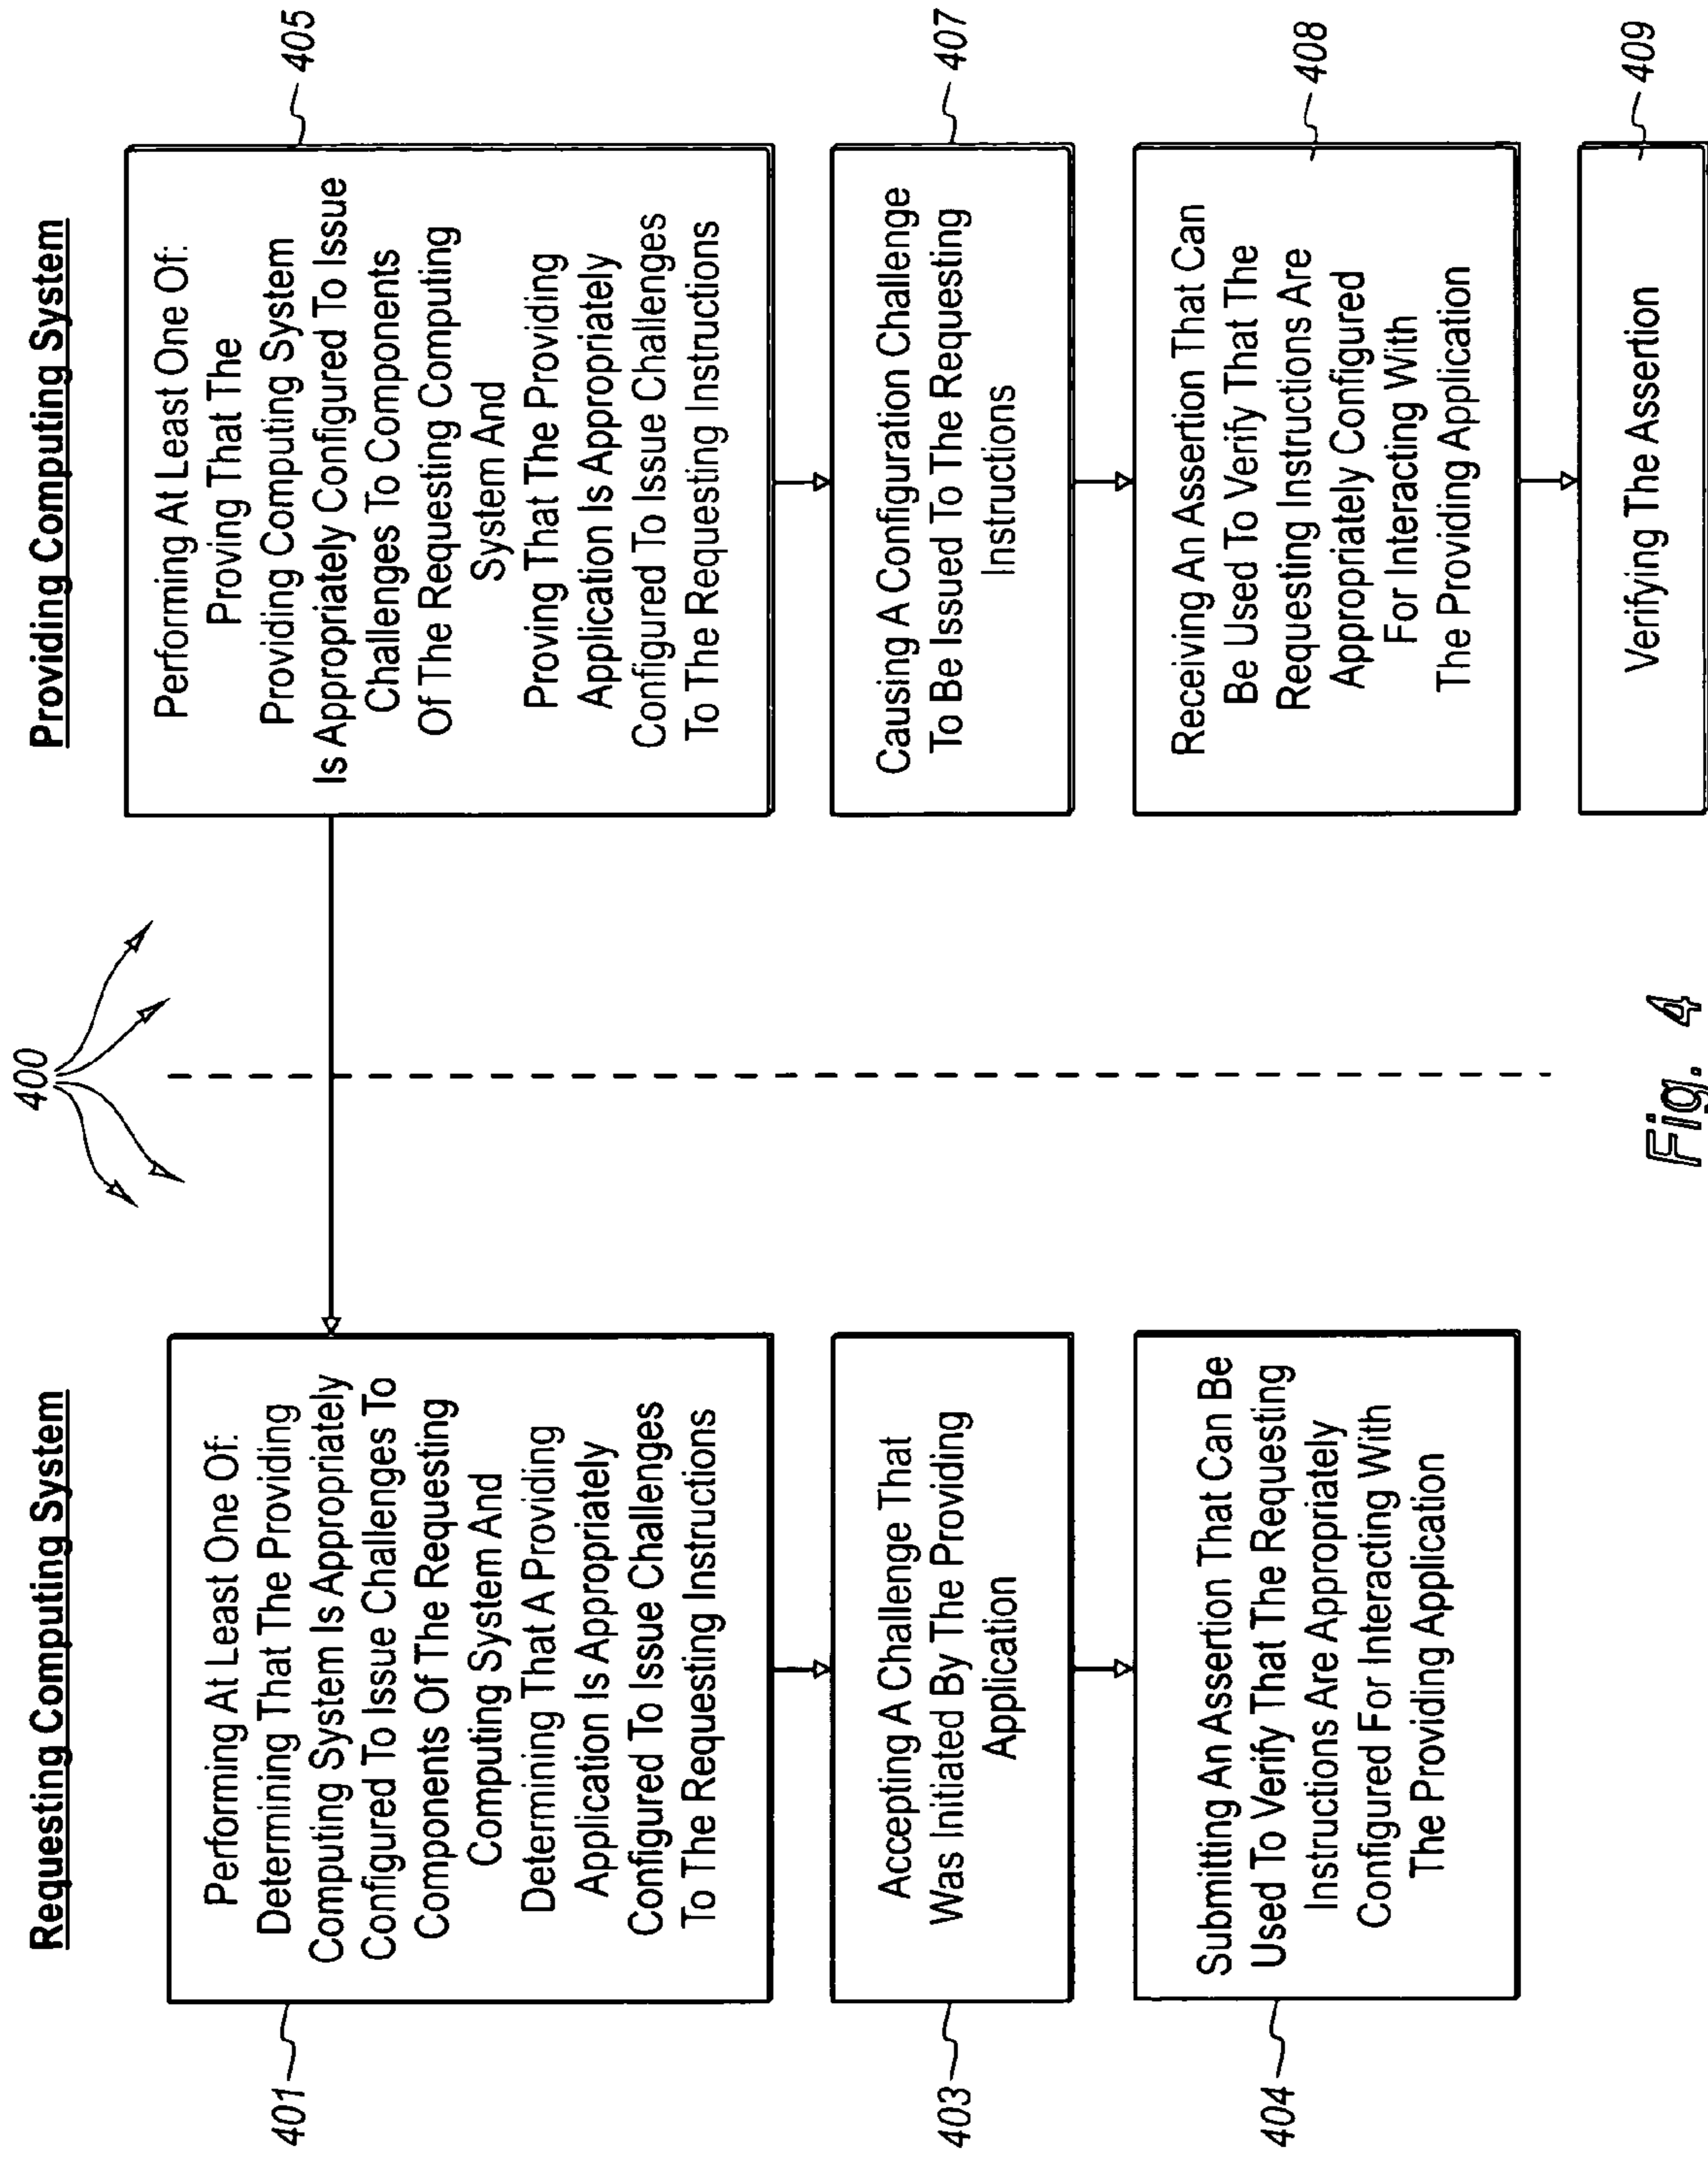 400
Requesting Computing System
401
Performing At Least One Of:
Determining That The Providing
Computing System Is Appropriately
Configured To Issue Challenges To
Components Of The Requesting
Computing System And
Determining That A Providing
Application Is Appropriately
Configured To Issue Challenges
To The Requesting Instructions
403
Accepting A Challenge That
Was Initiated By The Providing
Application
404
Submitting An Assertion That Can Be
Used To Verify That The Requesting
Instructions Are Appropriately
Configured For Interacting With
The Providing Application
Providing Computing System
405
Performing At Least One Of:
Proving That The
Providing Computing System
Is Appropriately Configured To Issue
Challenges To Components
Of The Requesting Computing
System And
Proving That The Providing
Application Is Appropriately
Configured To Issue Challenges
To The Requesting Instructions
407
Causing A Configuration Challenge
To Be Issued To The Requesting
Instructions
408
Receiving An Assertion That Can
Be Used To Verify That The
Requesting Instructions Are
Appropriately Configured
For Interacting With
The Providing Application
409
Verifying The Assertion
Fig. 4